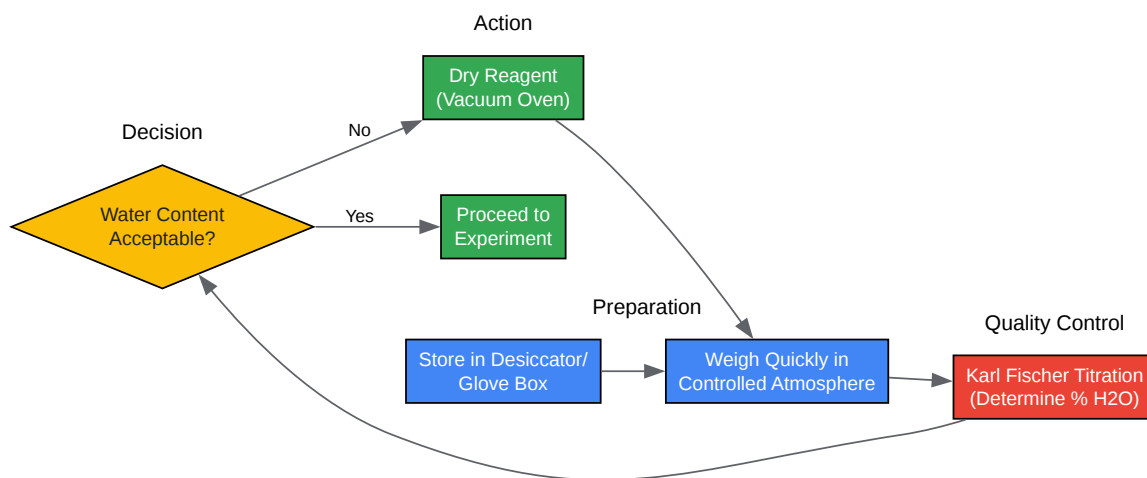 Action
Dry Reagent
(Vacuum Oven)
Decision
No
Water Content
Acceptable?
Yes
Proceed to
Experiment
Preparation
Store in Desiccator/
Glove Box
Weigh Quickly in
Controlled Atmosphere
Quality Control
Karl Fischer Titration
(Determine % H2O)